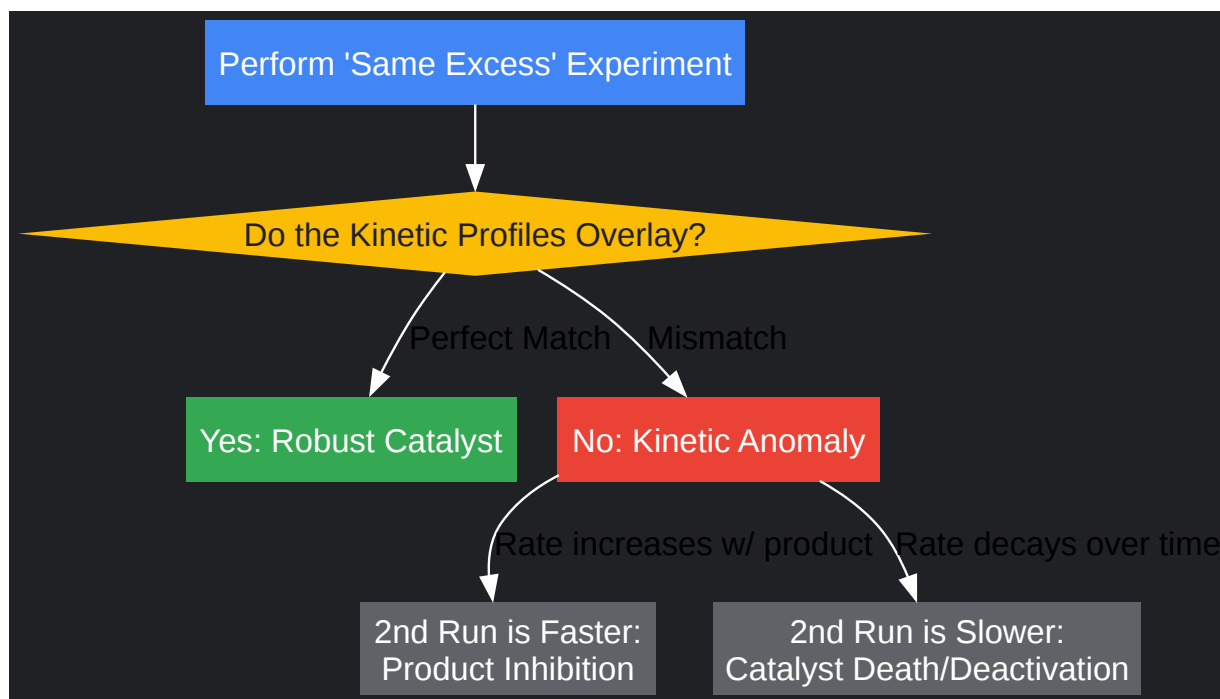 Perform 'Same Excess' Experiment
Do the Kinetic Profiles Overlay?
Perfect Match
Mismatch
Yes: Robust Catalyst
No: Kinetic Anomaly
Rate increases w/ product
Rate decays over time
2nd Run is Faster:
Product Inhibition
2nd Run is Slower:
Catalyst Death/Deactivation